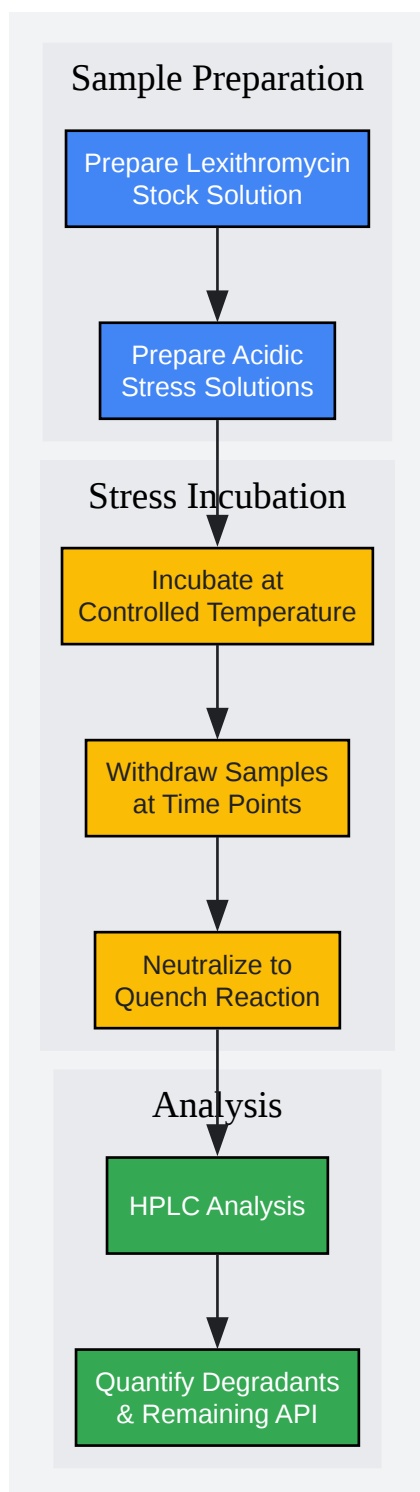 Sample Preparation
Prepare Lexithromycin
Stock Solution
Prepare Acidic
Stress Solutions
Stress Incubation
Incubate at
Controlled Temperature
Withdraw Samples
at Time Points
Neutralize to
Quench Reaction
Analysis
HPLC Analysis
Quantify Degradants
& Remaining API